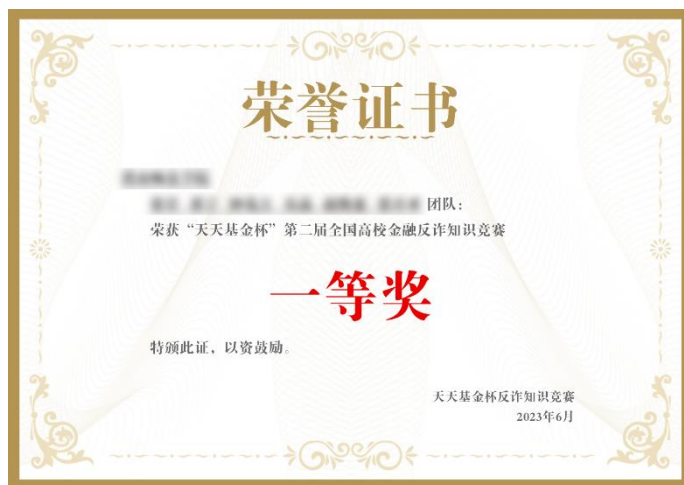 荣誉证书
团队：
荣获“天天基金杯”第二届全国高校金融反诈知识竞赛
一等奖
特颁此证，以资鼓励。
天天基金杯反诈知识竞赛
2023年6月